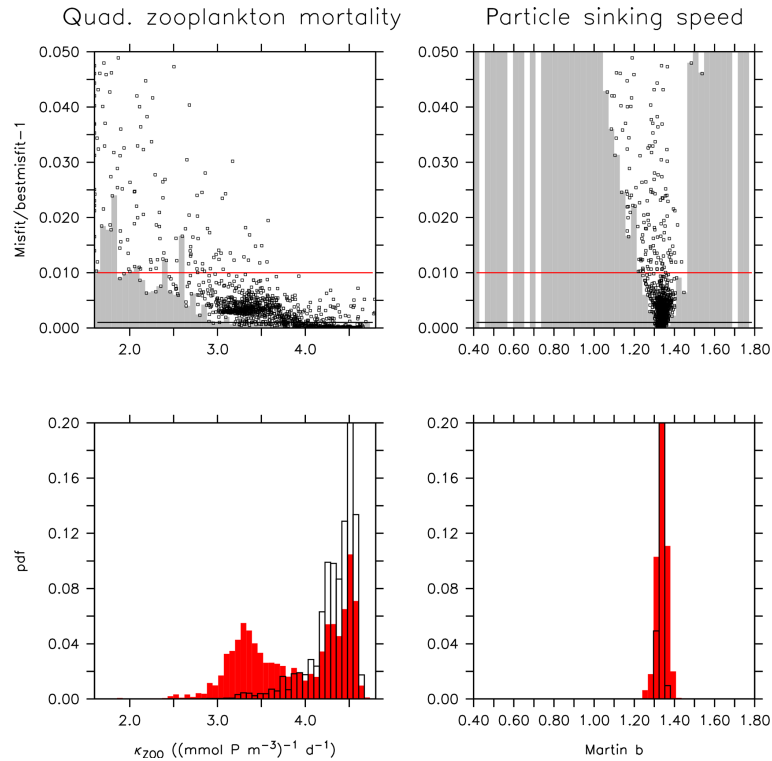 Quad. zooplankton mortality
Particle sinking speed
Misfit/bestmisfit-1
0.050
0.040
0.030
0.020
0.010
0.000
2.0 3.0 4.0
0.050
0.040
0.030
0.020
0.010
0.000
0.40 0.60 0.80 1.00 1.20 1.40 1.60 1.80
pdf
0.20
0.16
0.12
0.08
0.04
0.00
2.0 3.0 4.0
κZOO ((mmol P m−3)−1 d−1)
0.20
0.16
0.12
0.08
0.04
0.00
0.40 0.60 0.80 1.00 1.20 1.40 1.60 1.80
Martin b